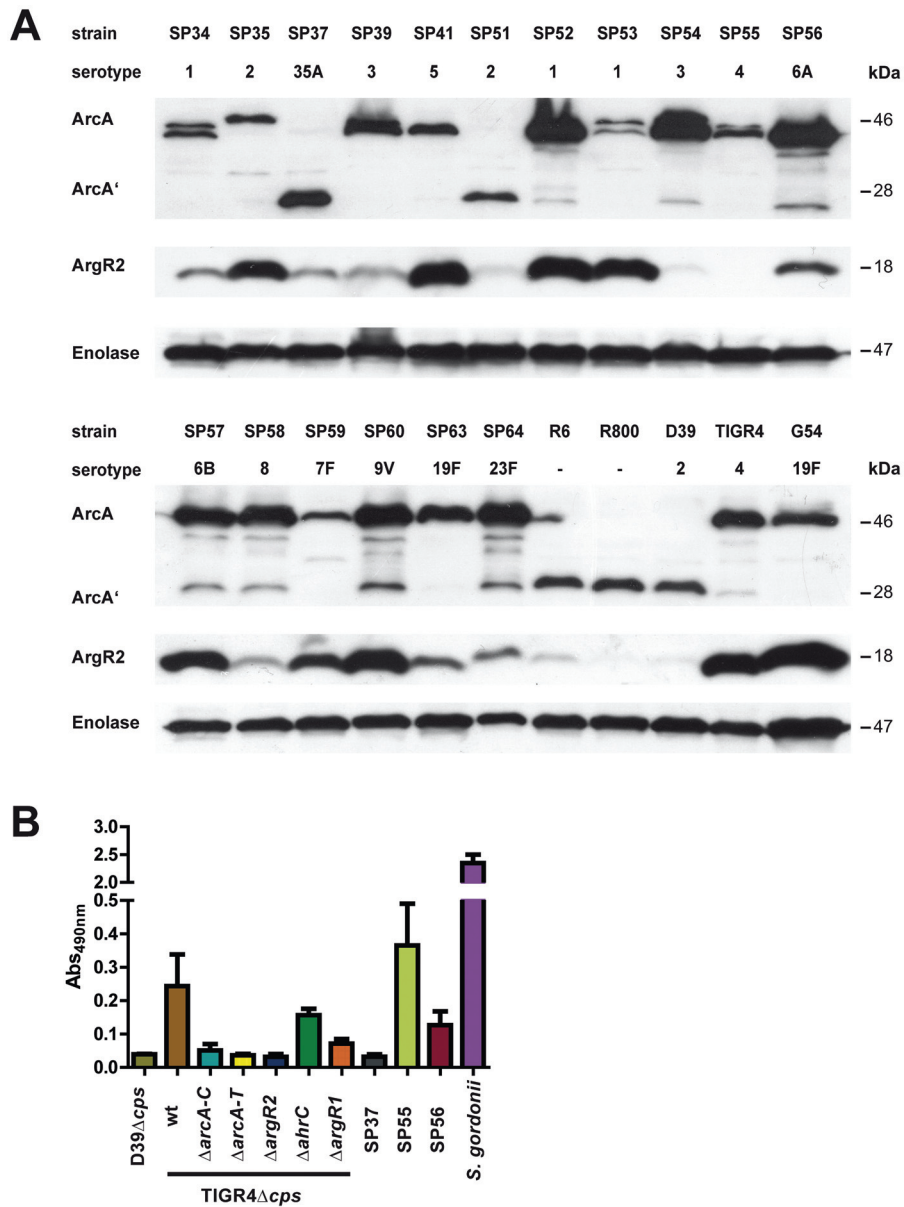 A
strain SP34 SP35 SP37 SP39 SP41 SP51 SP52 SP53 SP54 SP55 SP56
serotype 1 2 35A 3 5 2 1 1 3 4 6A kDa
ArcA –46
ArcA‘ –28
ArgR2 –18
Enolase –47
strain SP57 SP58 SP59 SP60 SP63 SP64 R6 R800 D39 TIGR4 G54
serotype 6B 8 7F 9V 19F 23F - - 2 4 19F kDa
ArcA –46
ArcA‘ –28
ArgR2 –18
Enolase –47
B
Abs490nm
3.0
2.5
2.0
0.5
0.4
0.3
0.2
0.1
0.0
D39Δcps wt ΔarcA-C ΔarcA-T ΔargR2 ΔahrC ΔargR1 SP37 SP55 SP56 S. gordonii
TIGR4Δcps